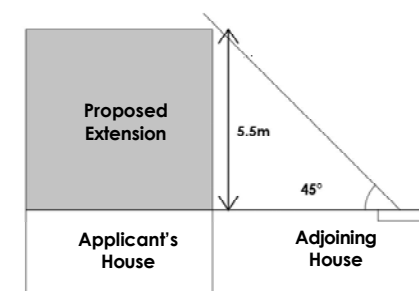 Proposed
Extension
5.5m
45°
Applicant's
House
Adjoining
House